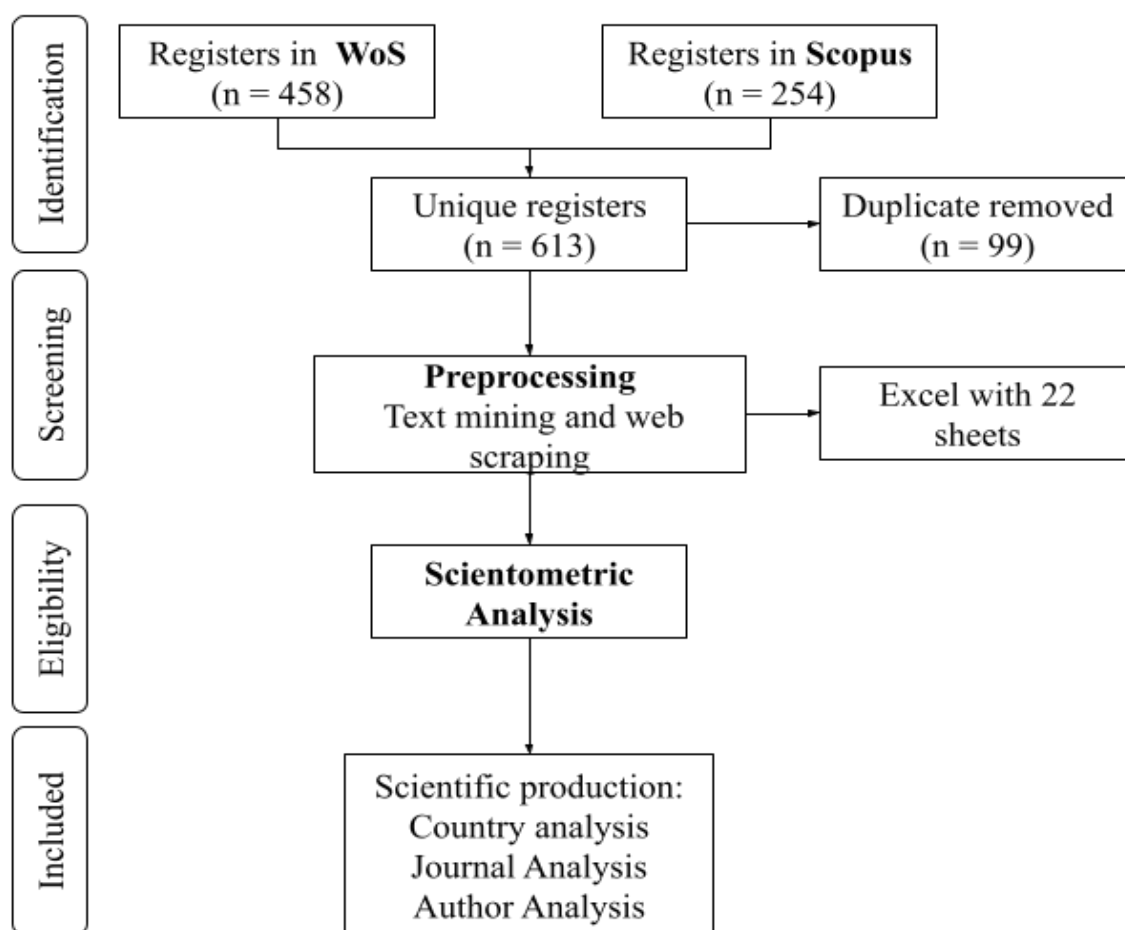 Identification
Registers in WoS
(n = 458)
Registers in Scopus
(n = 254)
Unique registers
(n = 613)
Duplicate removed
(n = 99)
Screening
Preprocessing
Text mining and web
scraping
Excel with 22
sheets
Eligibility
Scientometric
Analysis
Included
Scientific production:
Country analysis
Journal Analysis
Author Analysis